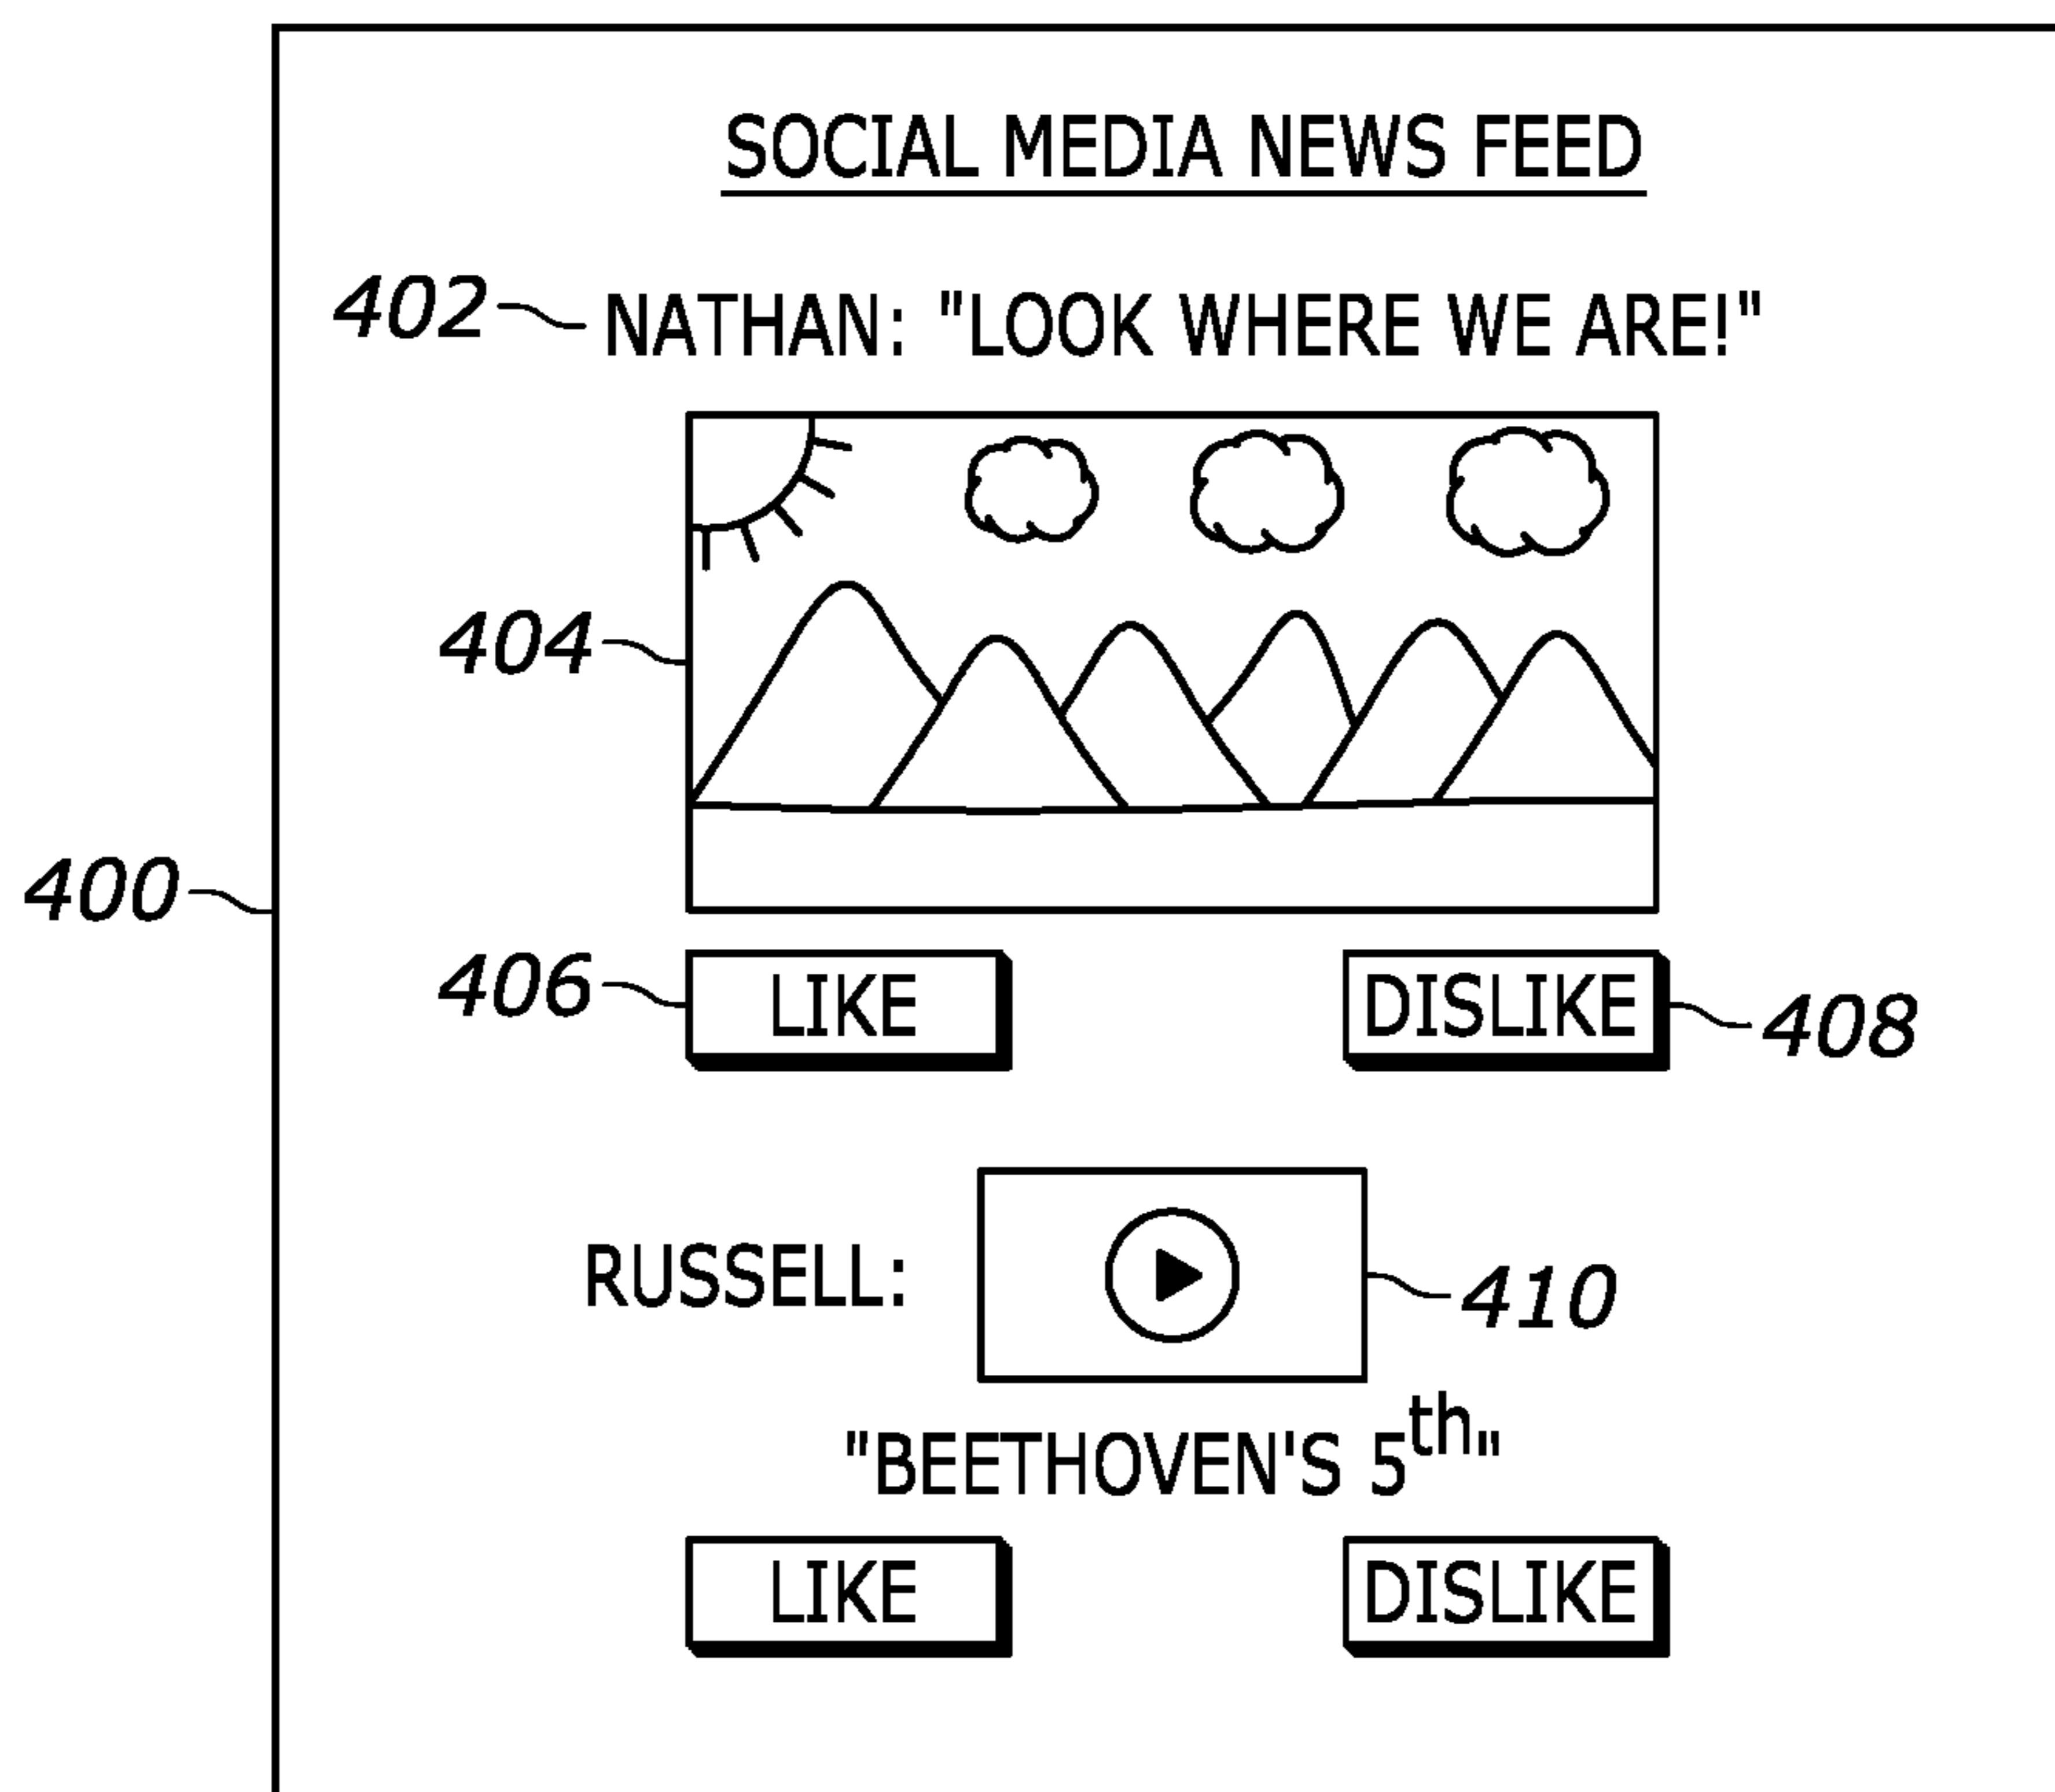 SOCIAL MEDIA NEWS FEED
402 NATHAN: "LOOK WHERE WE ARE!"
404
400
406 LIKE DISLIKE 408
RUSSELL: 410
"BEETHOVEN'S 5th"
LIKE DISLIKE